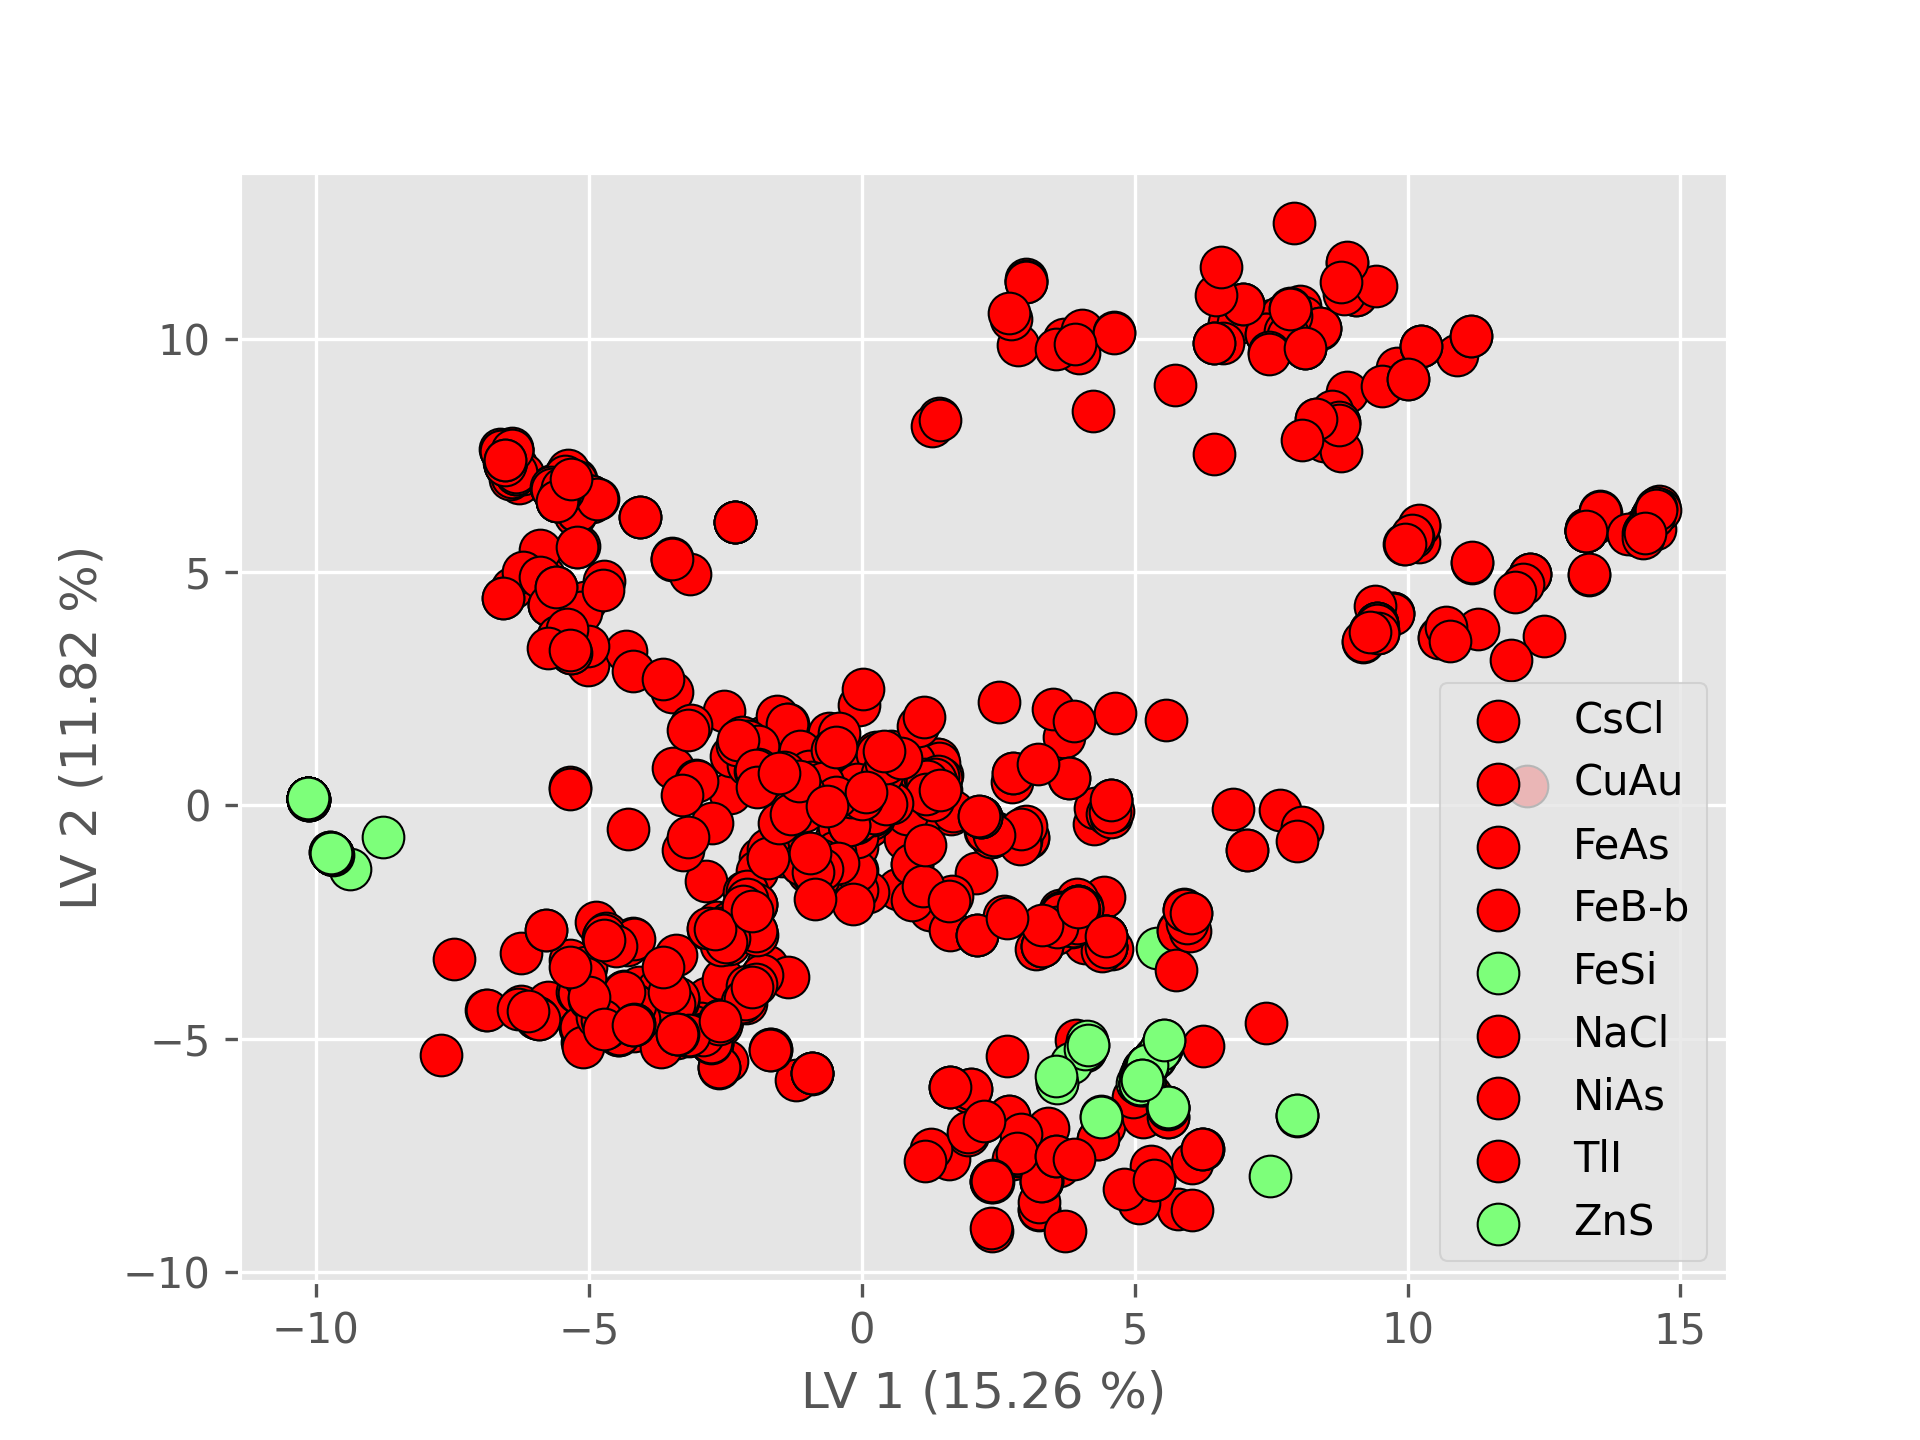 10
5
0
−5
−10
LV 2 (11.82 %)
CsCl
CuAu
FeAs
FeB-b
FeSi
NaCl
NiAs
TlI
ZnS
−10 −5 0 5 10 15
LV 1 (15.26 %)